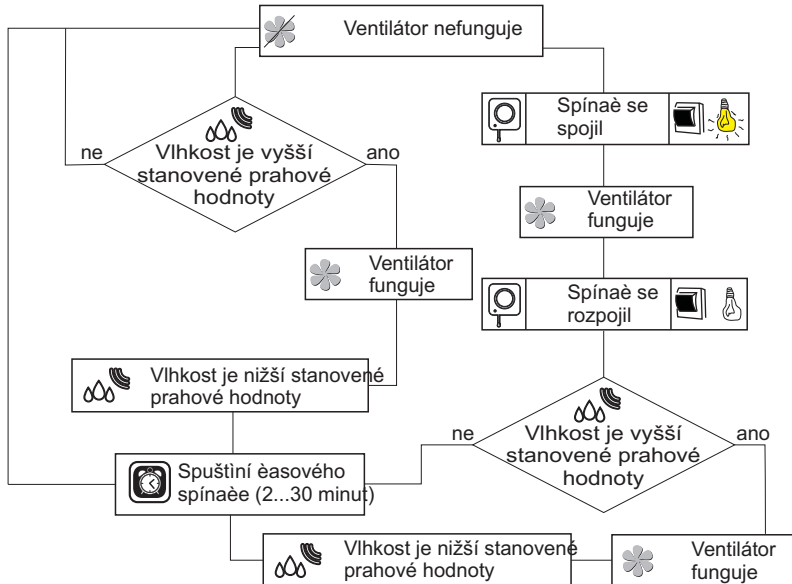 Ventilátor nefunguje
Spínaè se
spojil
ne
ano
Vlhkost je vyšší
stanovené prahové
hodnoty
Ventilátor
funguje
Ventilátor
funguje
Spínaè se
rozpojil
Vlhkost je nižší stanovené
prahové hodnoty
ne
ano
Vlhkost je vyšší
stanovené prahové
hodnoty
Spuštìní èasového
spínaèe (2...30 minut)
Vlhkost je nižší stanovené
prahové hodnoty
Ventilátor
funguje